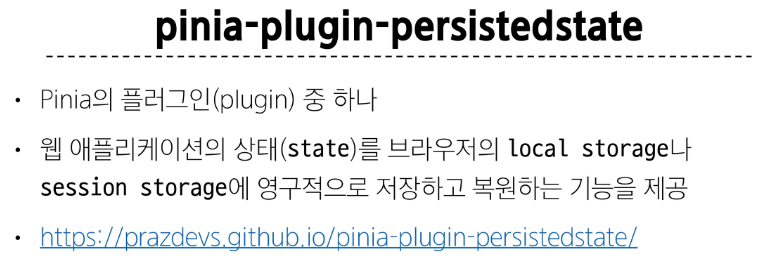 pinia-plugin-persistedstate
• Pinia의 플러그인(plugin) 중 하나
• 웹 애플리케이션의 상태(state)를 브라우저의 local storage나
session storage에 영구적으로 저장하고 복원하는 기능을 제공
• https://prazdevs.github.io/pinia-plugin-persistedstate/